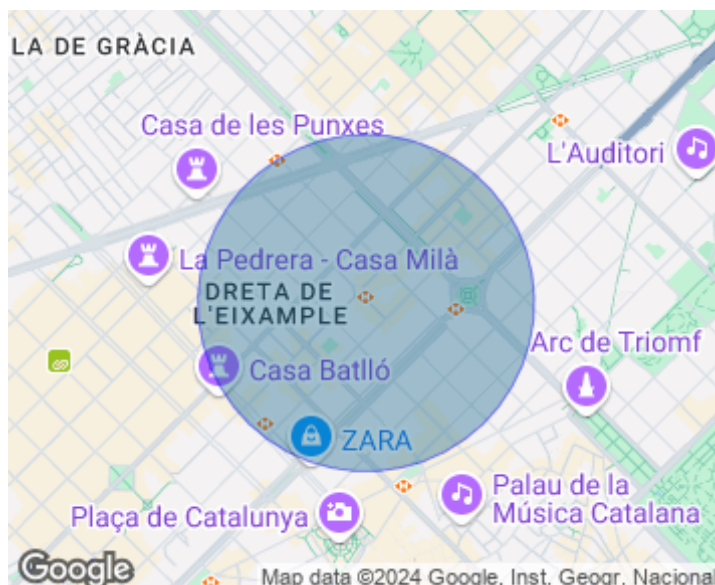 LA DE GRÀCIA
Casa de les Punxes
L'Auditori
La Pedrera - Casa Milà
DRETA DE
L'EIXAMPLE
Arc de Triomf
Casa Batlló
ZARA
Palau de la
Música Catalana
Plaça de Catalunya
Google
Map data ©2024 Google, Inst. Geogr. Nacional